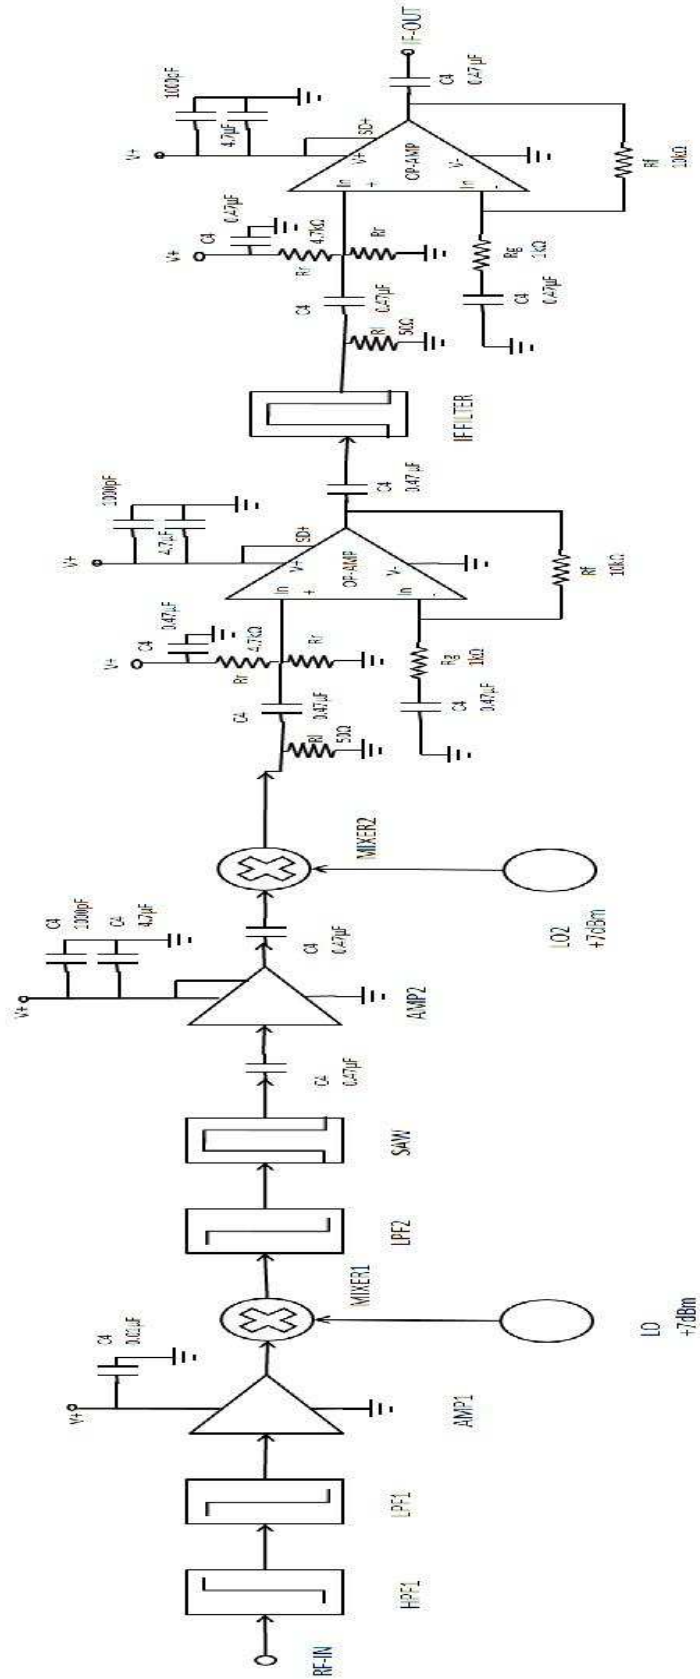 RF-IN
HPF1
LPF1
V+
C4
0.01µF
AMP1
MIXER1
LO
+7dBm
LPF2
SAW
C4
0.47µF
V+
C4
1000pF
C4
4.7µF
AMP2
C4
0.47µF
MIXER2
LO2
+7dBm
Rl
50Ω
C4
0.47µF
V+
C4
0.47µF
Rr
4.7kΩ
Rr
C4
0.47µF
Rg
1kΩ
V+
1000pF
4.7µF
In
+
V+
SD+
OP-AMP
In
-
V-
Rf
10kΩ
C4
0.47µF
IFFILTER
Rl
50Ω
C4
0.47µF
V+
C4
0.47µF
Rr
4.7kΩ
Rr
C4
0.47µF
Rg
1kΩ
V+
1000pF
4.7µF
In
+
V+
SD+
OP-AMP
In
-
V-
Rf
10kΩ
C4
0.47µF
IF-OUT